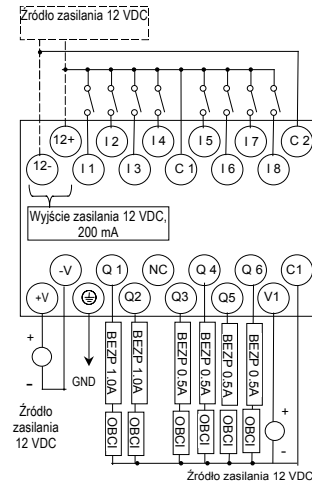 Źródło zasilania 12 VDC
12+ I 2 I 4 I 5 I 7 C 2
12- I 1 I 3 C 1 I 6 I 8
Wyjście zasilania 12 VDC,
200 mA
-V Q 1 NC Q 4 Q 6 C1
+V Q2 Q3 Q5 V1
+
–
GND
BEZP 1.0A
BEZP 1.0A
BEZP 0.5A
BEZP 0.5A
BEZP 0.5A
BEZP 0.5A
OBCI
OBCI
OBCI
OBCI
OBCI
OBCI
+
-
Źródło
zasilania
12 VDC
Źródło zasilania 12 VDC